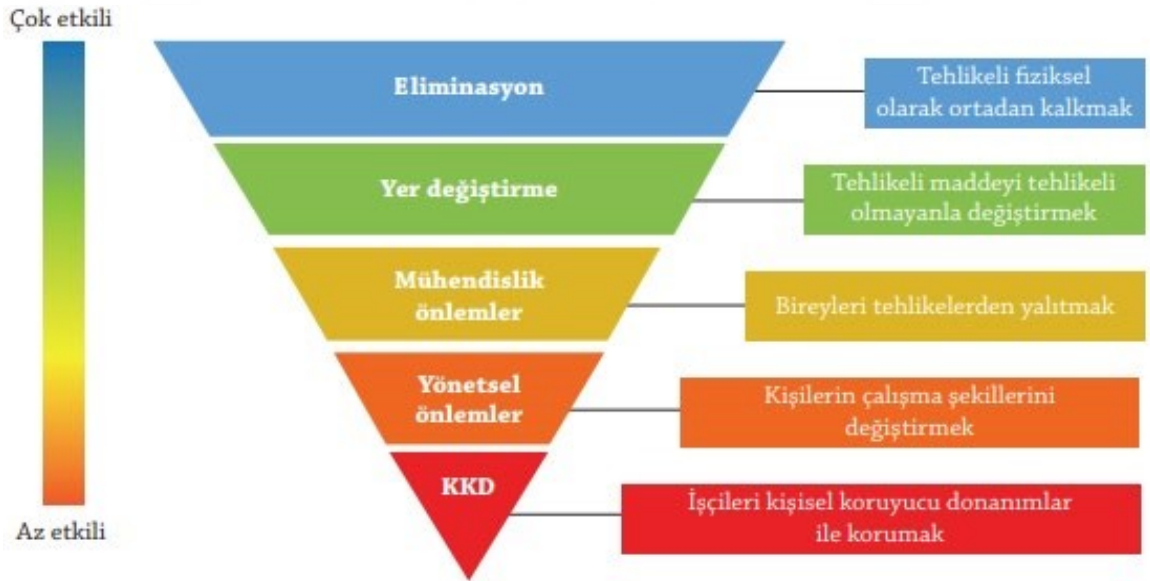 Çok etkili
Eliminasyon
Tehlikeli fiziksel
olarak ortadan kalkmak
Yer değiştirme
Tehlikeli maddeyi tehlikeli
olmayanla değiştirmek
Mühendislik
önlemler
Bireyleri tehlikelerden yalıtmak
Yönetsel
önlemler
Kişilerin çalışma şekillerini
değiştirmek
KKD
İşçileri kişisel koruyucu donanımlar
ile korumak
Az etkili